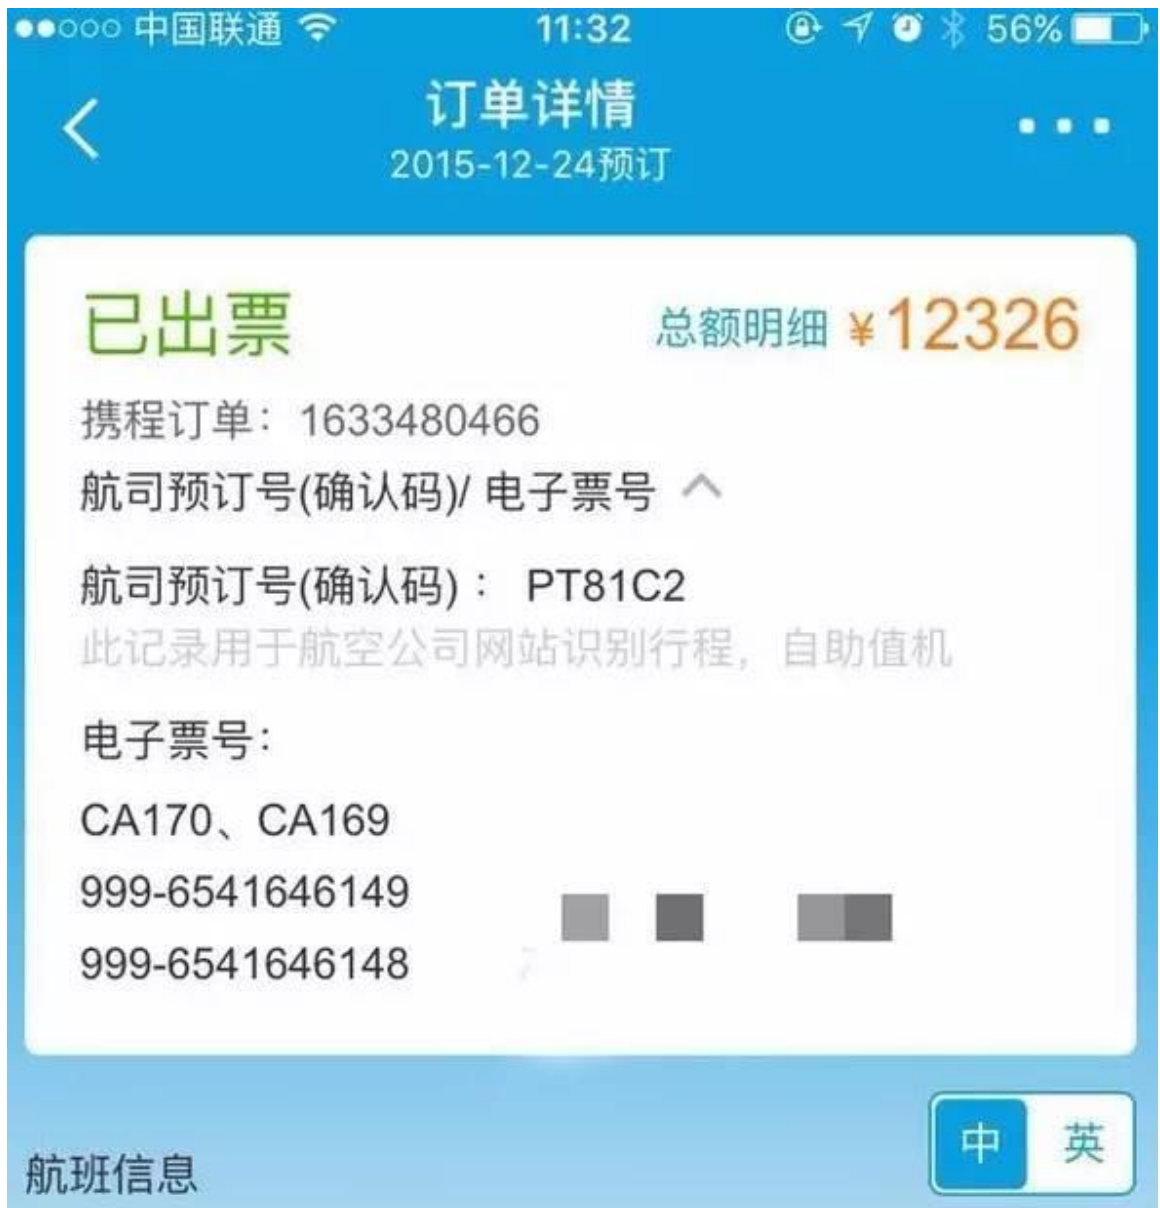 中国联通 11:32 56%
订单详情
2015-12-24预订
已出票 总额明细 ¥12326
携程订单：1633480466
航司预订号(确认码)/ 电子票号
航司预订号(确认码)： PT81C2
此记录用于航空公司网站识别行程，自助值机
电子票号：
CA170、CA169
999-6541646149
999-6541646148
中 英
航班信息